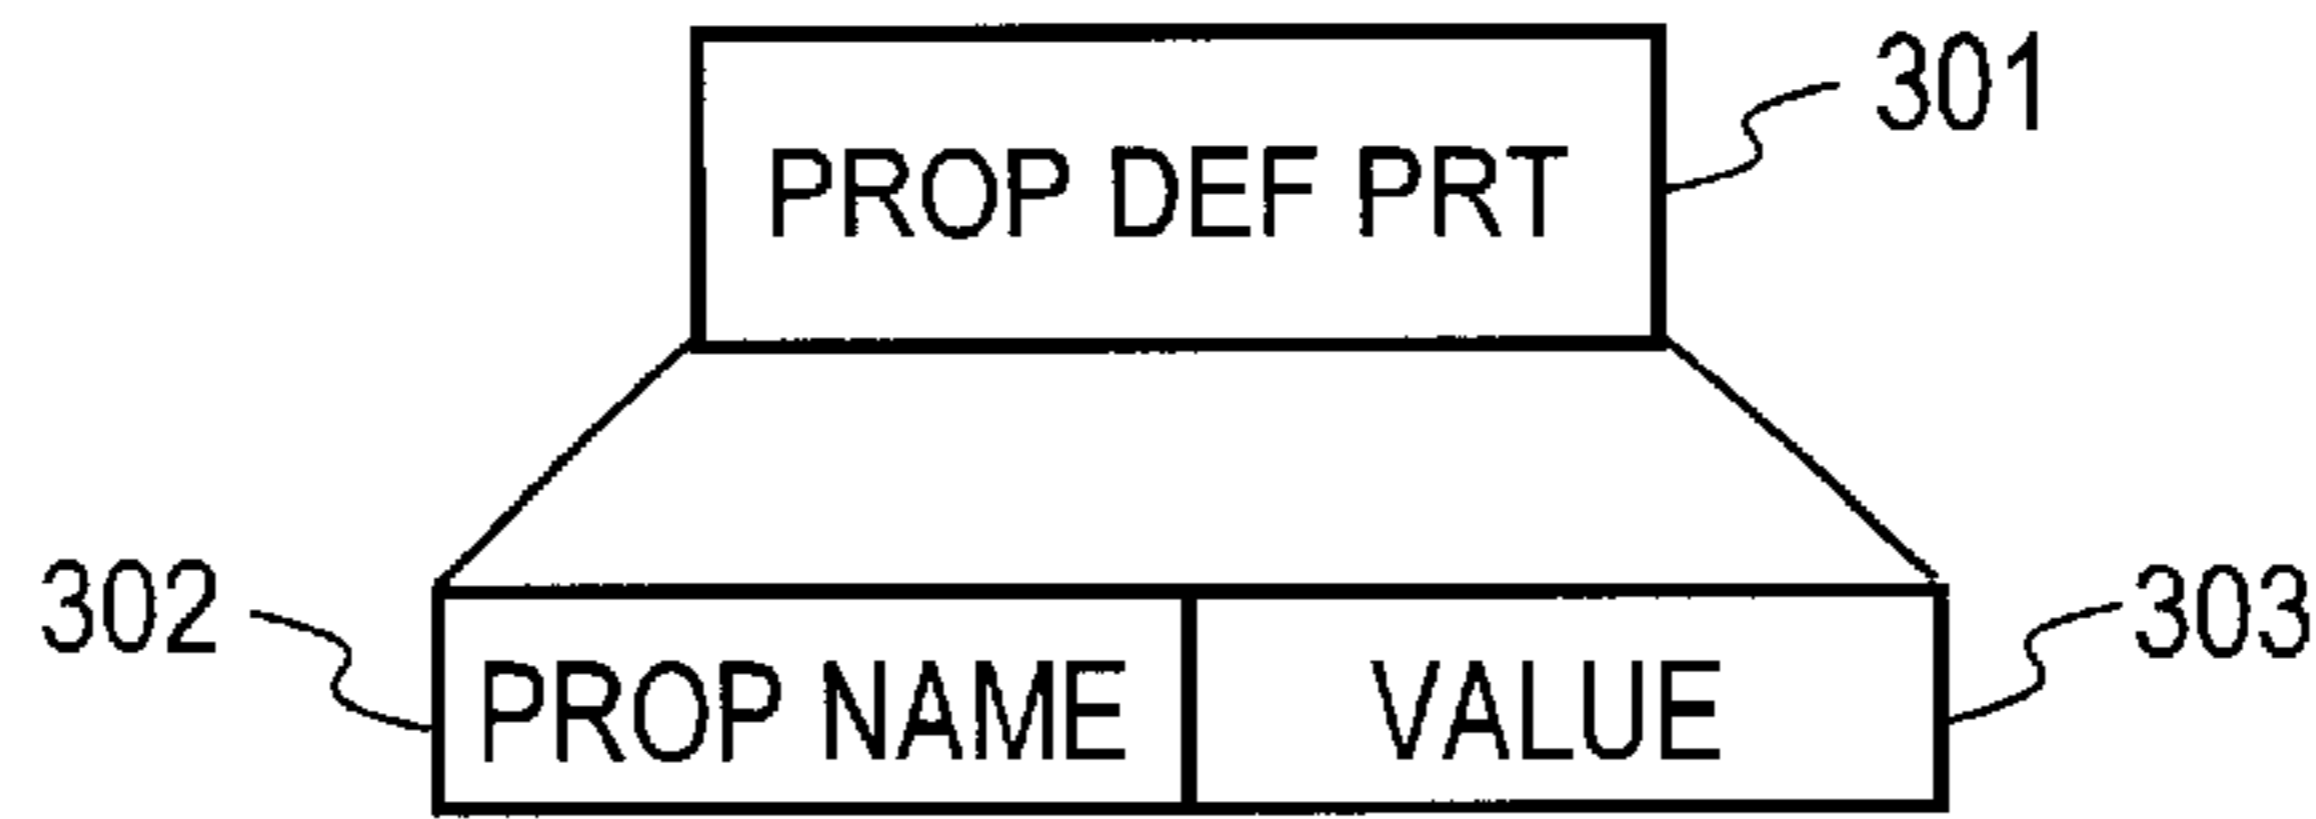 301
PROP DEF PRT
302
303
PROP NAME
VALUE